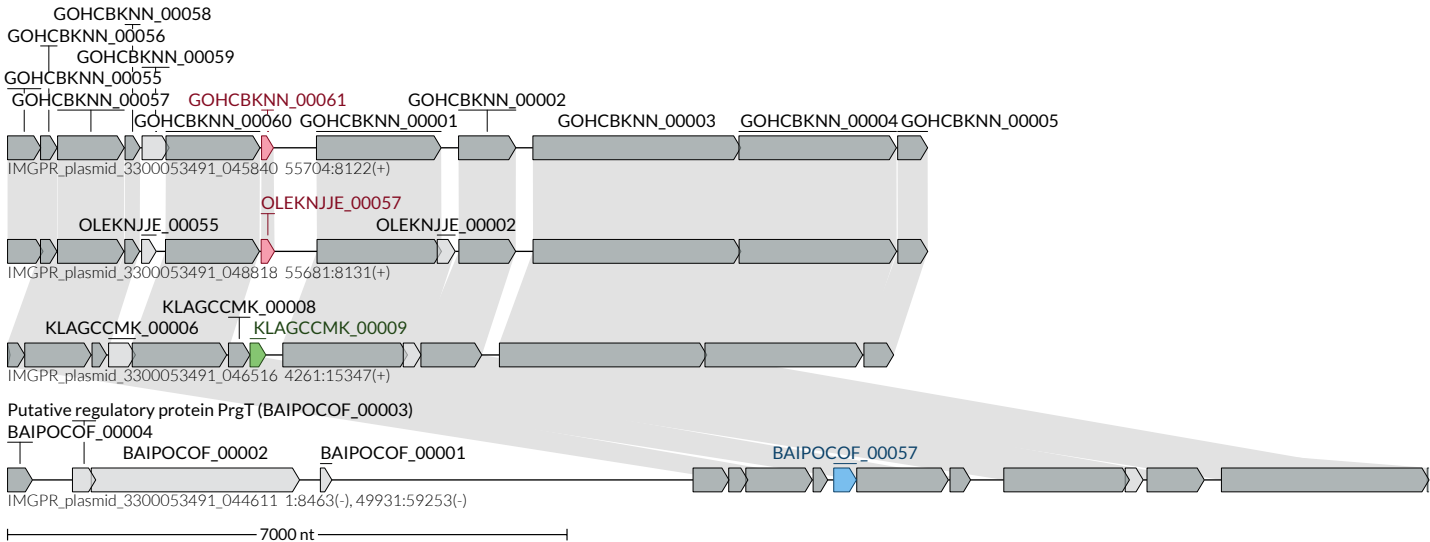 GOHCBKNN_00058
GOHCBKNN_00056
GOHCBKNN_00059
GOHCBKNN_00055
GOHCBKNN_00057 GOHCBKNN_00061 GOHCBKNN_00002
GOHCBKNN_00060 GOHCBKNN_00001 GOHCBKNN_00003 GOHCBKNN_00004 GOHCBKNN_00005
IMGPR_plasmid_3300053491_045840 55704:8122(+)
OLEKNJJE_00057
OLEKNJJE_00055 OLEKNJJE_00002
IMGPR_plasmid_3300053491_048818 55681:8131(+)
KLAGCCMK_00008
KLAGCCMK_00006 KLAGCCMK_00009
IMGPR_plasmid_3300053491_046516 4261:15347(+)
Putative regulatory protein PrgT (BAIPOCOF_00003)
BAIPOCOF_00004
BAIPOCOF_00002 BAIPOCOF_00001 BAIPOCOF_00057
IMGPR_plasmid_3300053491_044611 1:8463(-), 49931:59253(-)
7000 nt